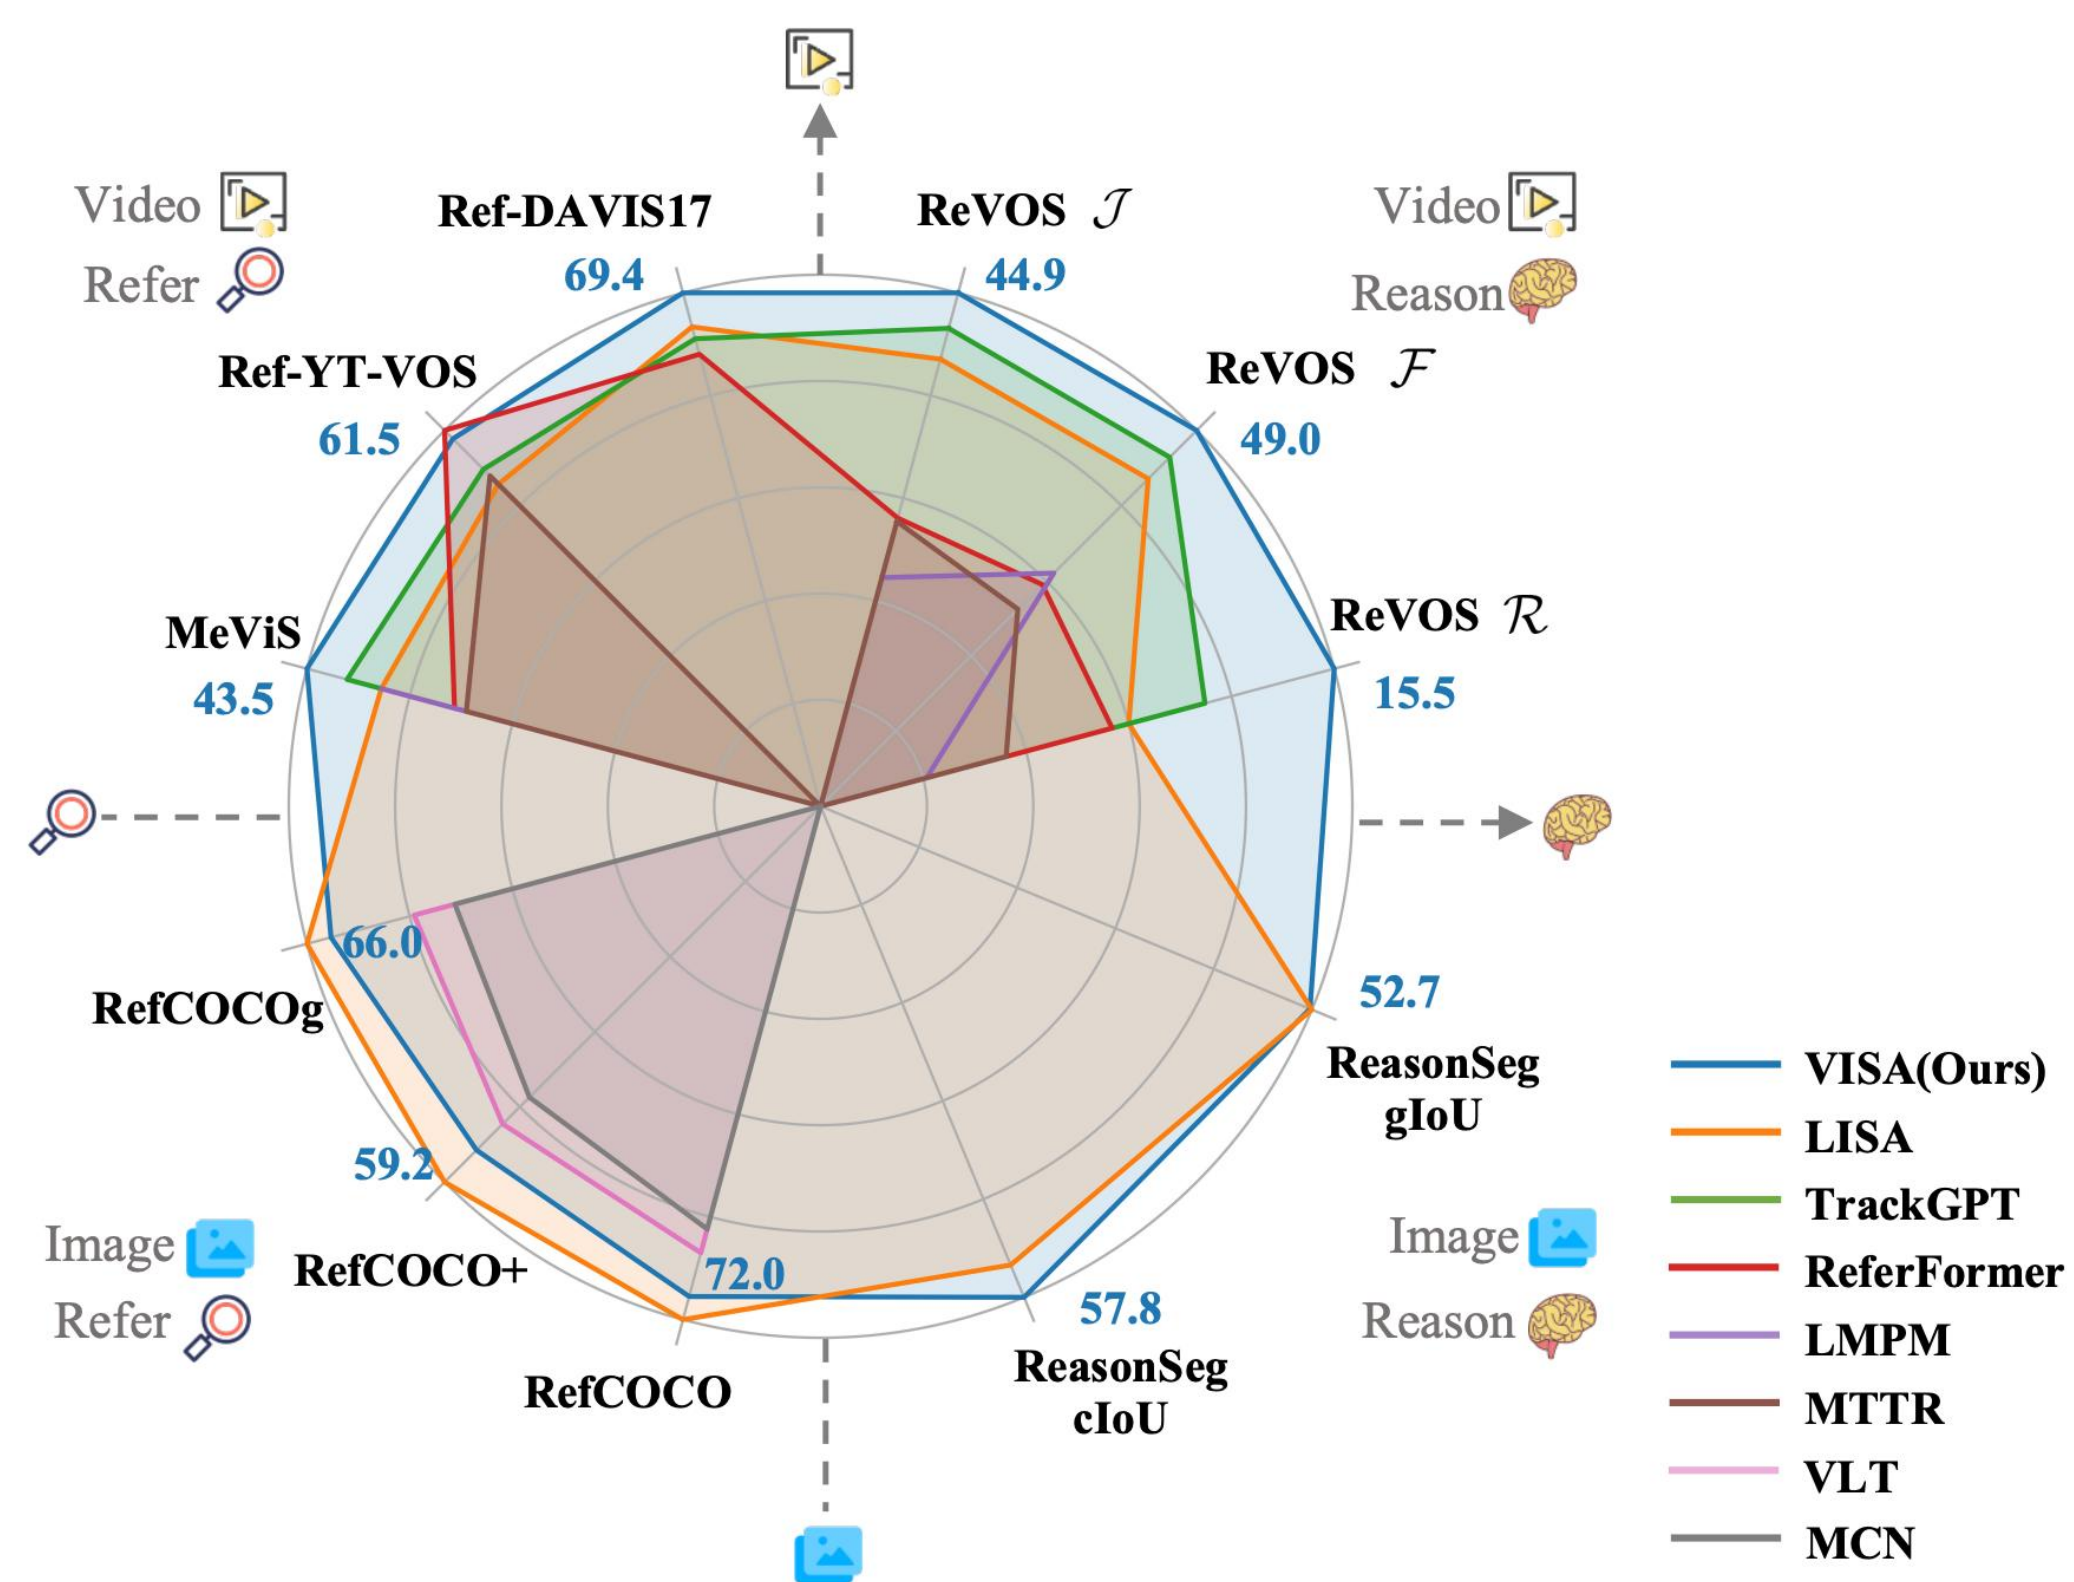 Video
Refer
Ref-DAVIS17
69.4
ReVOS 𝒥
44.9
Video
Reason
Ref-YT-VOS
61.5
ReVOS ℱ
49.0
MeViS
43.5
ReVOS ℛ
15.5
66.0
RefCOCOg
52.7
ReasonSeg
gIoU
59.2
RefCOCO+
Image
Refer
72.0
RefCOCO
57.8
ReasonSeg
cIoU
Image
Reason
VISA(Ours)
LISA
TrackGPT
ReferFormer
LMPM
MTTR
VLT
MCN